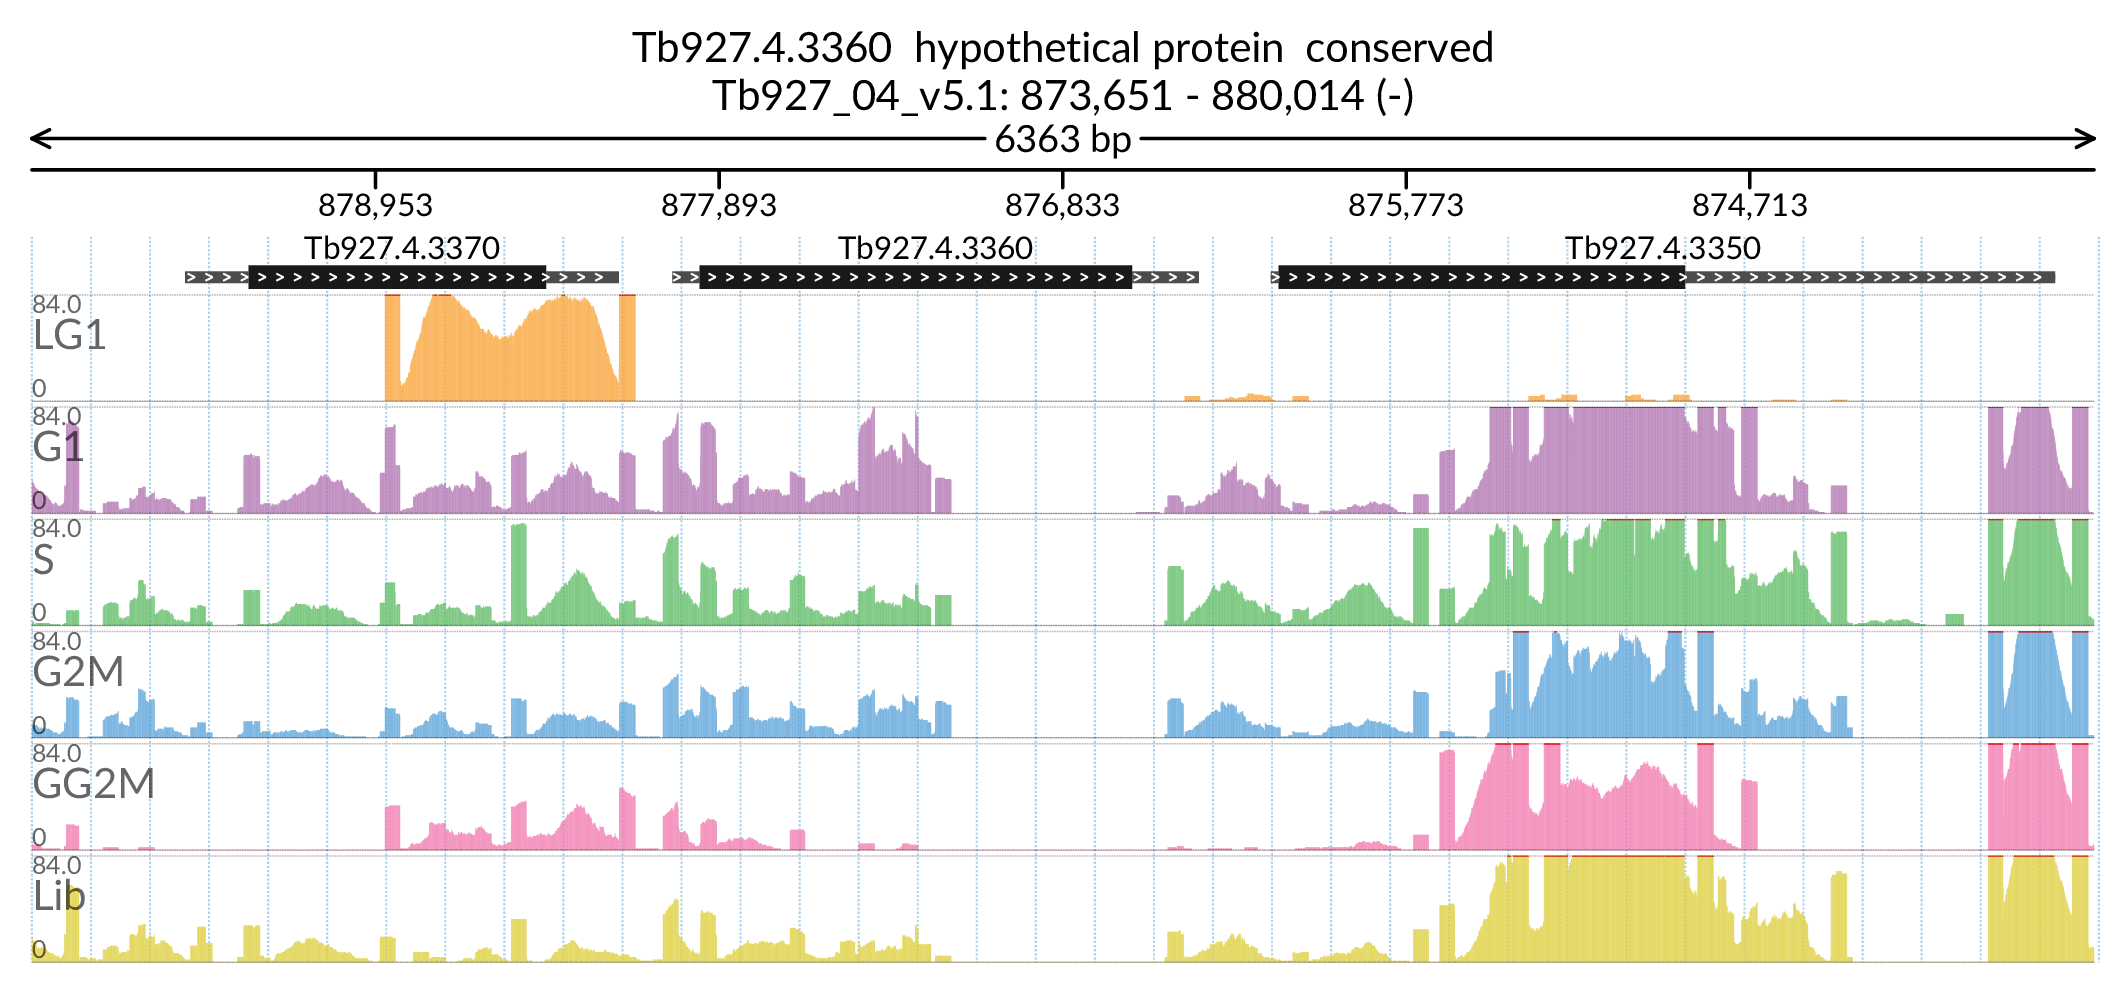 Tb927.4.3360  hypothetical protein  conserved
Tb927_04_v5.1: 873,651 - 880,014 (-)
6363 bp
878,953 877,893 876,833 875,773 874,713
Tb927.4.3370 Tb927.4.3360 Tb927.4.3350
84.0
LG1
0
84.0
G1
0
84.0
S
0
84.0
G2M
0
84.0
GG2M
0
84.0
Lib
0